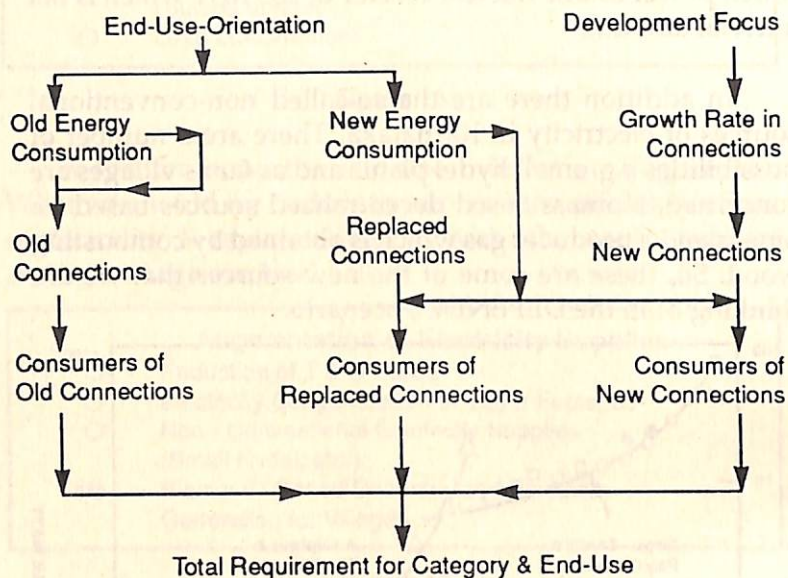 End-Use-Orientation
Development Focus
Old Energy
Consumption
New Energy
Consumption
Growth Rate in
Connections
Old
Connections
Replaced
Connections
New Connections
Consumers of
Old Connections
Consumers of
Replaced Connections
Consumers of
New Connections
Total Requirement for Category & End-Use